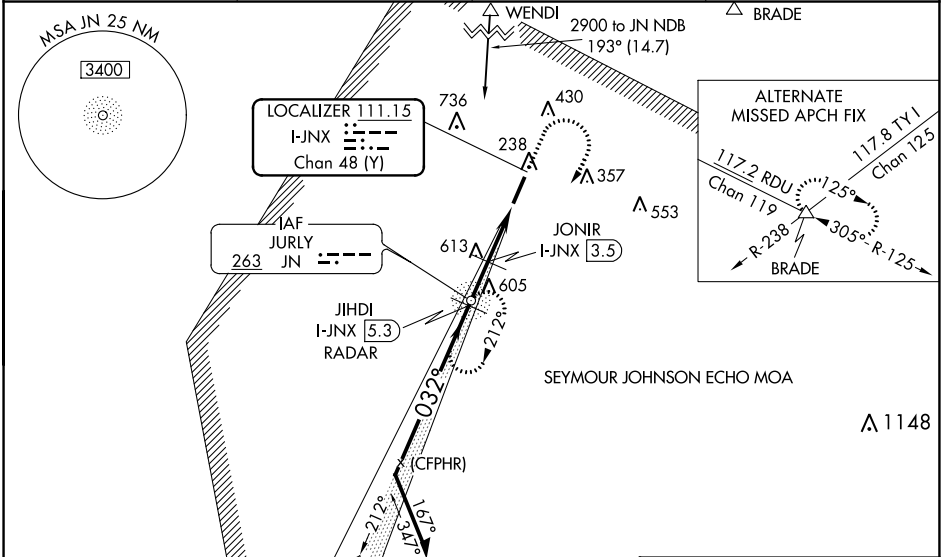 MSA JN 25 NM
3400
WENDI
2900 to JN NDB
193° (14.7)
BRADE
LOCALIZER 111.15
I-JNX
Chan 48 (Y)
736
430
238
357
553
ALTERNATE
MISSED APCH FIX
117.8 TYI
Chan 125
117.2 RDU
Chan 119
125°
305°
R-238
R-125
BRADE
IAF
JURLY
263 JN
613
JONIR
I-JNX 3.5
605
JIHDI
I-JNX 5.3
RADAR
212°
032°
SEYMOUR JOHNSON ECHO MOA
1148
(CFPHR)
212°
167°
347°